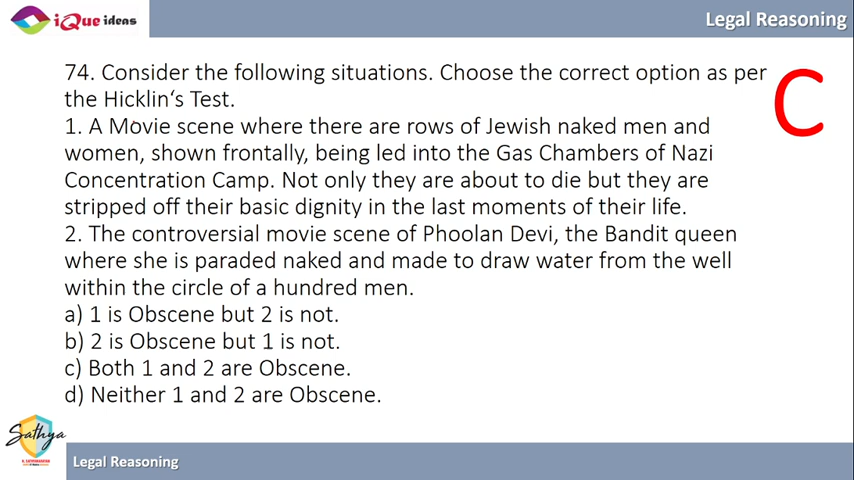 iQue ideas
Legal Reasoning
74. Consider the following situations. Choose the correct option as per
the Hicklin‘s Test.
C
1. A Movie scene where there are rows of Jewish naked men and
women, shown frontally, being led into the Gas Chambers of Nazi
Concentration Camp. Not only they are about to die but they are
stripped off their basic dignity in the last moments of their life.
2. The controversial movie scene of Phoolan Devi, the Bandit queen
where she is paraded naked and made to draw water from the well
within the circle of a hundred men.
a) 1 is Obscene but 2 is not.
b) 2 is Obscene but 1 is not.
c) Both 1 and 2 are Obscene.
d) Neither 1 and 2 are Obscene.
Sathya
Legal Reasoning